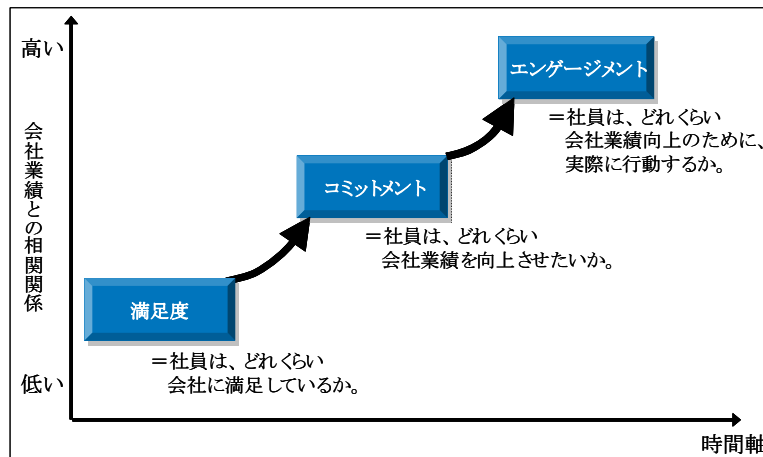 高い
エンゲージメント
＝社員は、どれくらい
会社業績向上のために、
実際に行動するか。
会社業績との相関関係
コミットメント
＝社員は、どれくらい
会社業績を向上させたいか。
満足度
＝社員は、どれくらい
会社に満足しているか。
低い
時間軸